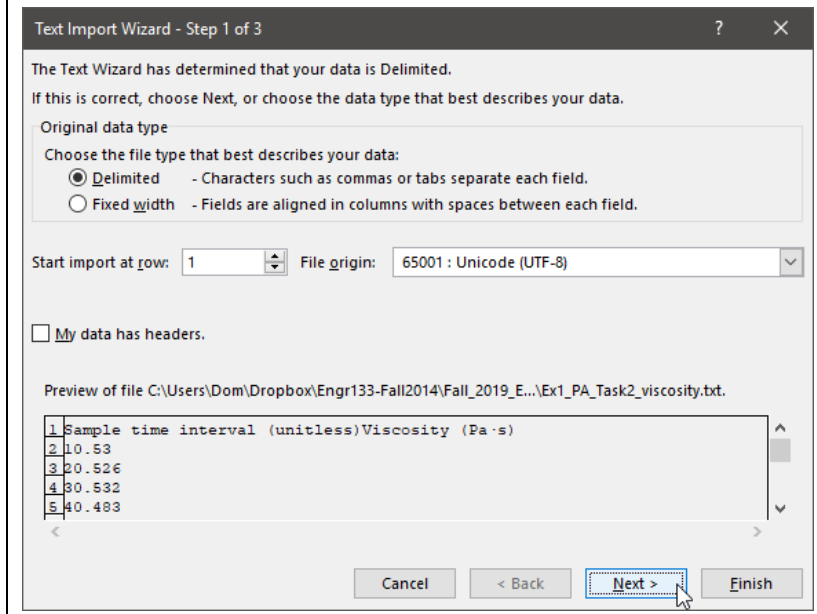 Text Import Wizard - Step 1 of 3 ? ×
The Text Wizard has determined that your data is Delimited.
If this is correct, choose Next, or choose the data type that best describes your data.
Original data type
Choose the file type that best describes your data:
Delimited - Characters such as commas or tabs separate each field.
Fixed width - Fields are aligned in columns with spaces between each field.
Start import at row: 1 File origin: 65001 : Unicode (UTF-8)
My data has headers.
Preview of file C:\Users\Dom\Dropbox\Engr133-Fall2014\Fall_2019_E...\Ex1_PA_Task2_viscosity.txt.
1 Sample time interval (unitless)Viscosity (Pa·s)
2 10.53
3 20.526
4 30.532
5 40.483
Cancel < Back Next > Finish